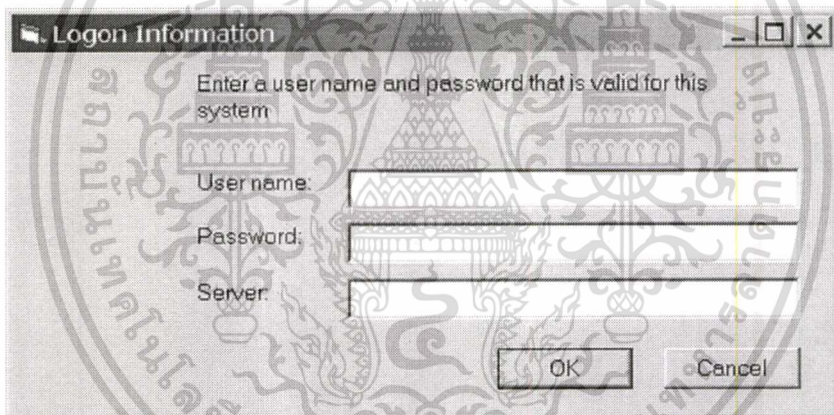 Logon Information
Enter a user name and password that is valid for this
system
User name:
Password:
Server:
OK Cancel